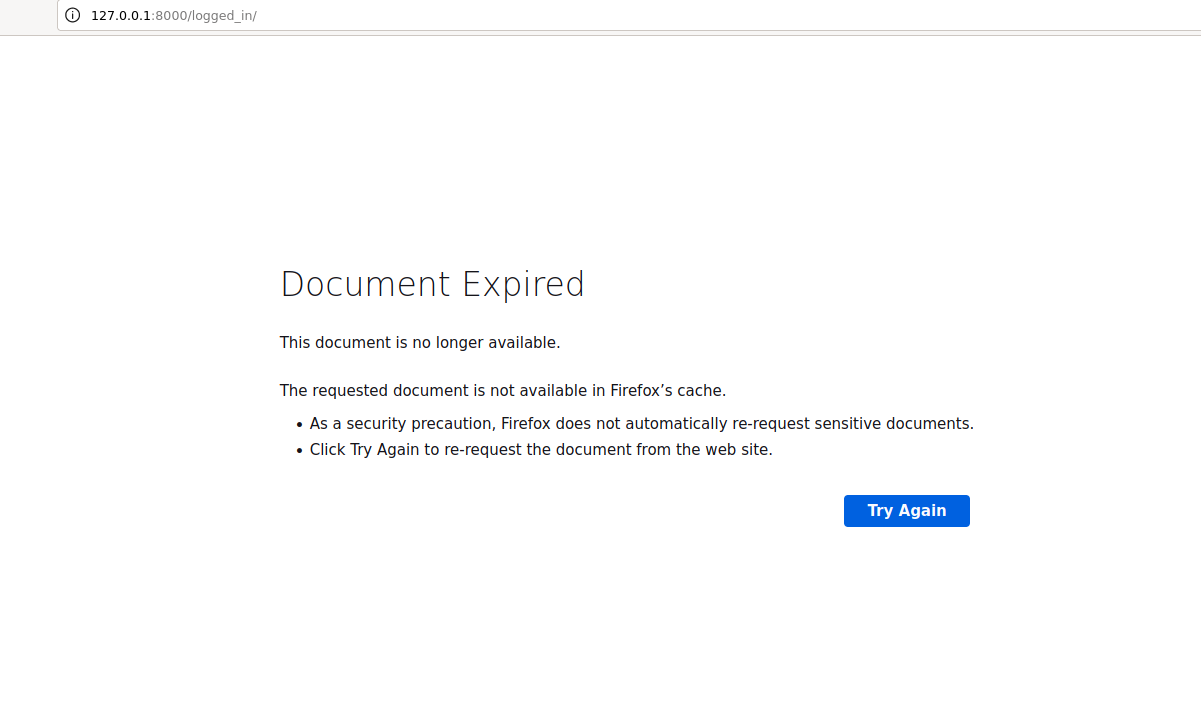 127.0.0.1:8000/logged_in/
Document Expired
This document is no longer available.
The requested document is not available in Firefox’s cache.
• As a security precaution, Firefox does not automatically re-request sensitive documents.
• Click Try Again to re-request the document from the web site.
Try Again